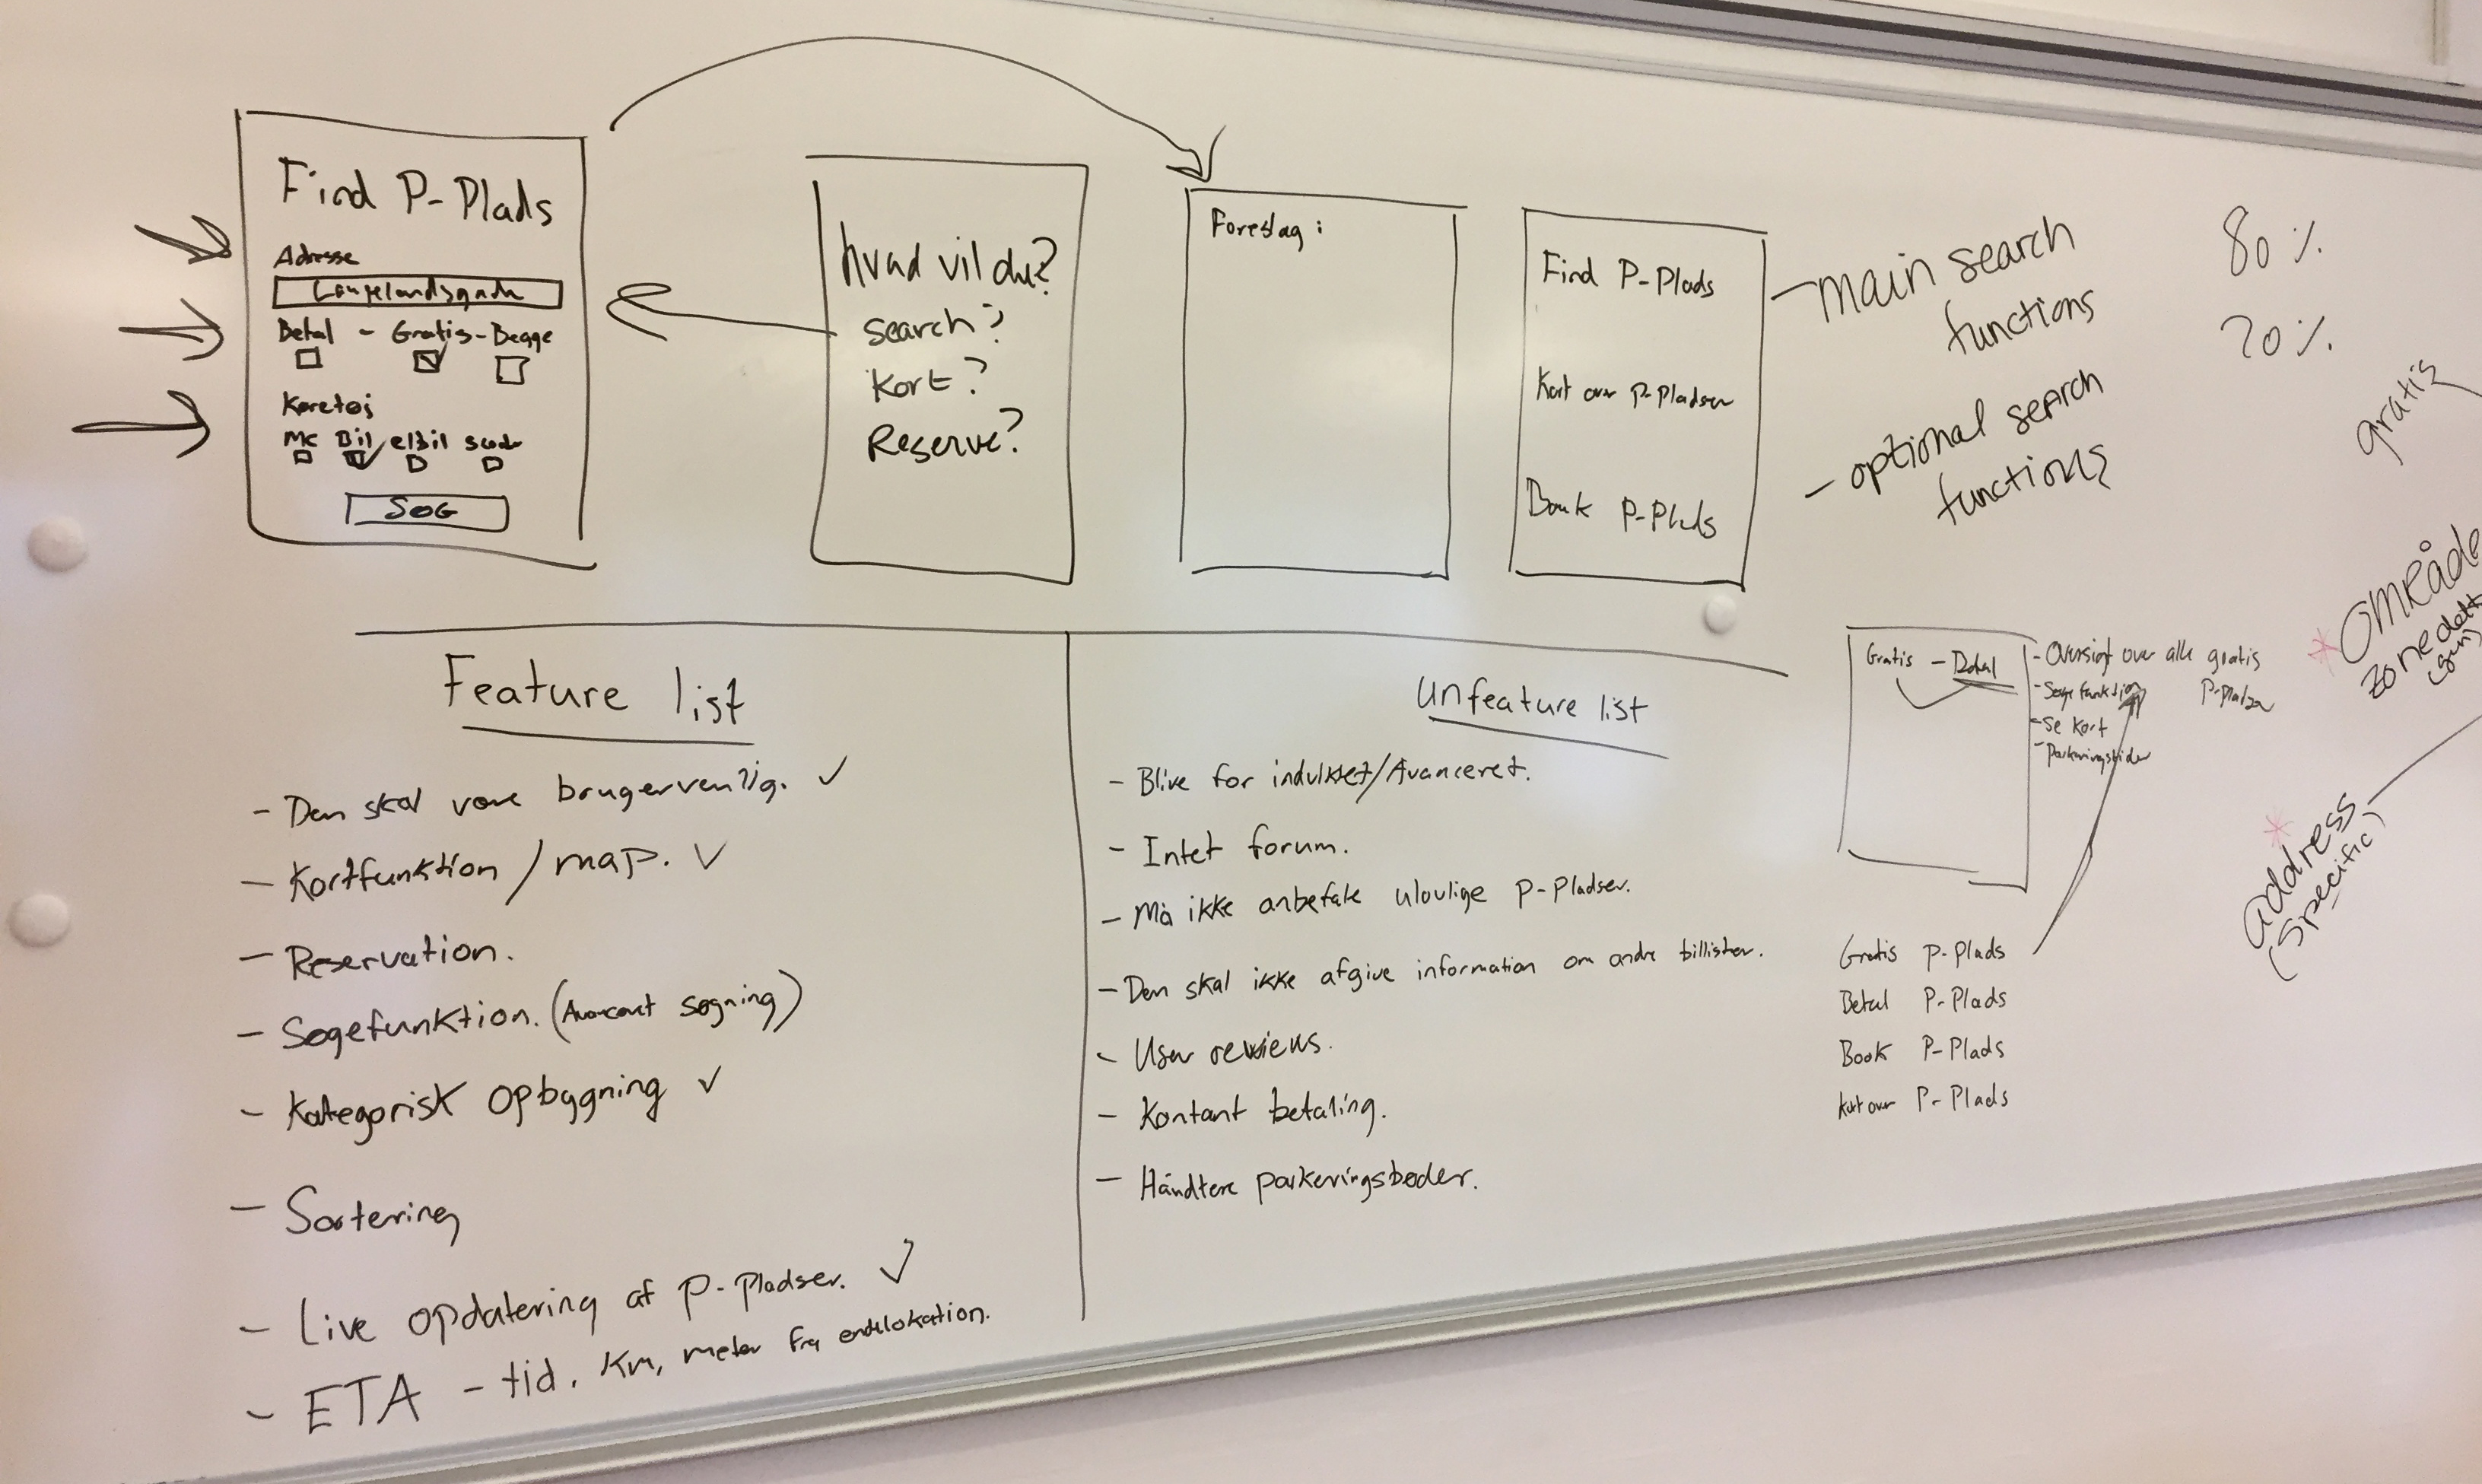 Find P-Plads
Adresse
Langelandsgade
Betal - Gratis - Begge
Køretøj
MC Bil elbil
SØG
hvad vil du?
search?
Kort?
Reserve?
Foreslag:
Find P-Plads
Kort over P-Pladser
Book P-Plads
main search
functions
- optional search
functions
80 %
20 %
gratis
* OMRÅDE
zone
* address
(specific)
Feature list
- Den skal være brugervenlig. ✓
- Kortfunktion / map. ✓
- Reservation.
- Søgefunktion. (Avanceret søgning)
- Kategorisk opbygning ✓
- Sortering
- Live opdatering af P-Pladser. ✓
- ETA - tid, km, meter fra endelokation.
unfeature list
- Blive for indviklet/Avanceret.
- Intet forum.
- Må ikke anbefale ulovlige P-Pladser.
- Den skal ikke afgive information om andre billister.
- User reviews.
- Kontant betaling.
- Håndtere parkeringsbøder.
Gratis - Betal
- Oversigt over alle gratis
P-Pladser
- Søge funktion
- Se kort
- Parkeringstider
Gratis P-Plads
Betal P-Plads
Book P-Plads
Kort over P-Plads